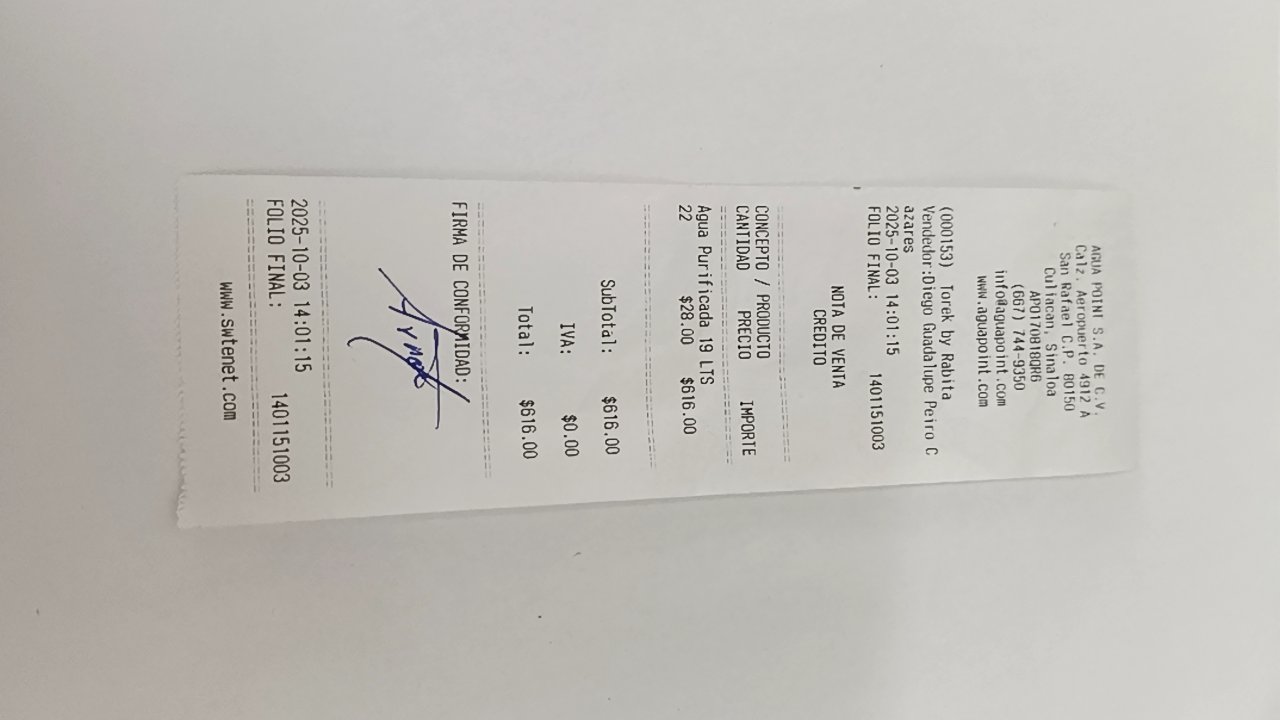 AGUA POINT S.A. DE C.V.
Calz. Aeropuerto 4912 A
San Rafael C.P. 80150
Culiacan, Sinaloa
APO170818DR6
(667) 744-9350
info@aguapoint.com
www.aguapoint.com
(000153) Torek by Rabita
Vendedor:Diego Guadalupe Peiro C
azares
2025-10-03 14:01:15
FOLIO FINAL: 1401151003
NOTA DE VENTA
CREDITO
CONCEPTO / PRODUCTO
CANTIDAD PRECIO IMPORTE
Agua Purificada 19 LTS
22 $28.00 $616.00
SubTotal: $616.00
IVA: $0.00
Total: $616.00
FIRMA DE CONFORMIDAD:
2025-10-03 14:01:15
FOLIO FINAL: 1401151003
www.swtenet.com